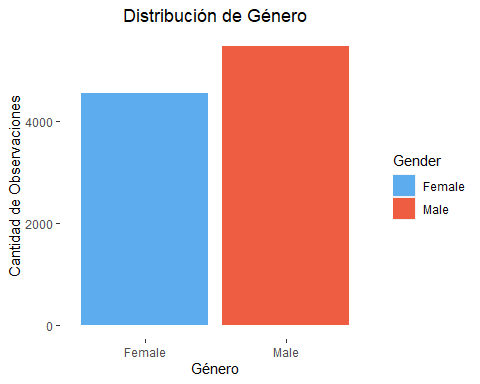 Distribución de Género
Cantidad de Observaciones
4000
2000
0
Female
Male
Género
Gender
Female
Male